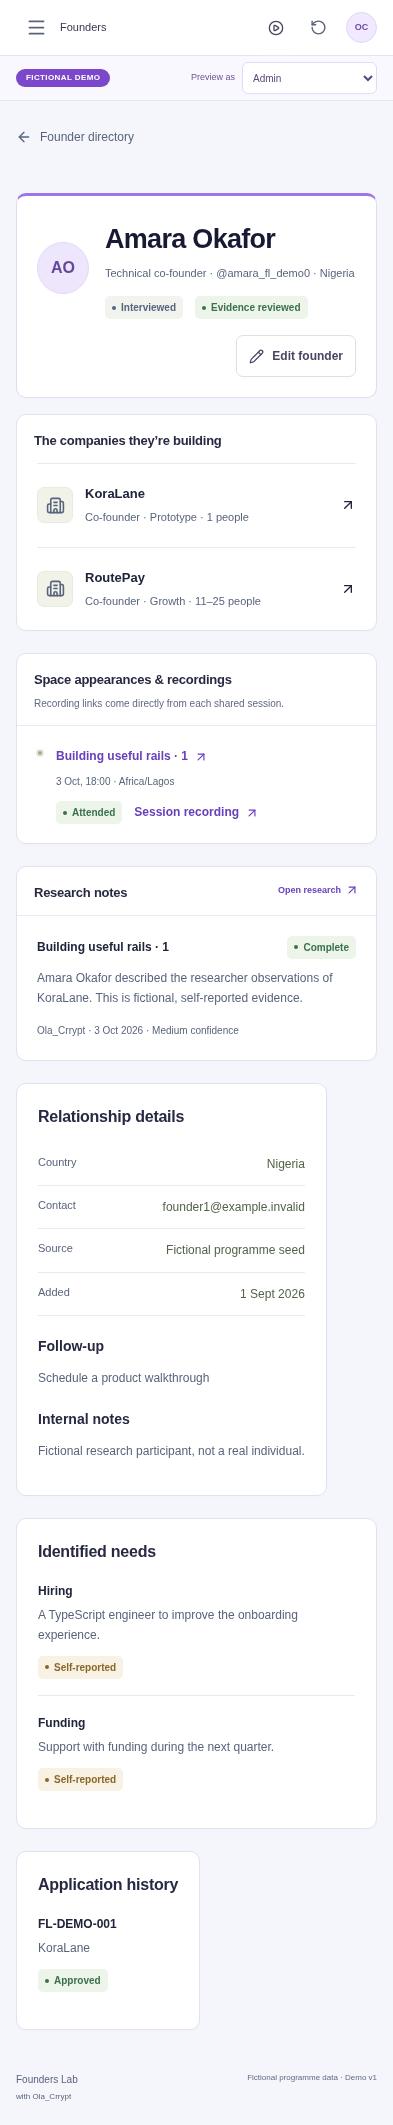 Founders
OC
FICTIONAL DEMO
Preview as
Admin
Founder directory
AO
Amara Okafor
Technical co-founder · @amara_fl_demo0 · Nigeria
Interviewed
Evidence reviewed
Edit founder
The companies they’re building
KoraLane
Co-founder · Prototype · 1 people
RoutePay
Co-founder · Growth · 11–25 people
Space appearances & recordings
Recording links come directly from each shared session.
Building useful rails · 1
3 Oct, 18:00 · Africa/Lagos
Attended
Session recording
Research notes
Open research
Building useful rails · 1
Complete
Amara Okafor described the researcher observations of
KoraLane. This is fictional, self-reported evidence.
Ola_Crrypt · 3 Oct 2026 · Medium confidence
Relationship details
Country
Nigeria
Contact
founder1@example.invalid
Source
Fictional programme seed
Added
1 Sept 2026
Follow-up
Schedule a product walkthrough
Internal notes
Fictional research participant, not a real individual.
Identified needs
Hiring
A TypeScript engineer to improve the onboarding
experience.
Self-reported
Funding
Support with funding during the next quarter.
Self-reported
Application history
FL-DEMO-001
KoraLane
Approved
Founders Lab
with Ola_Crrypt
Fictional programme data · Demo v1